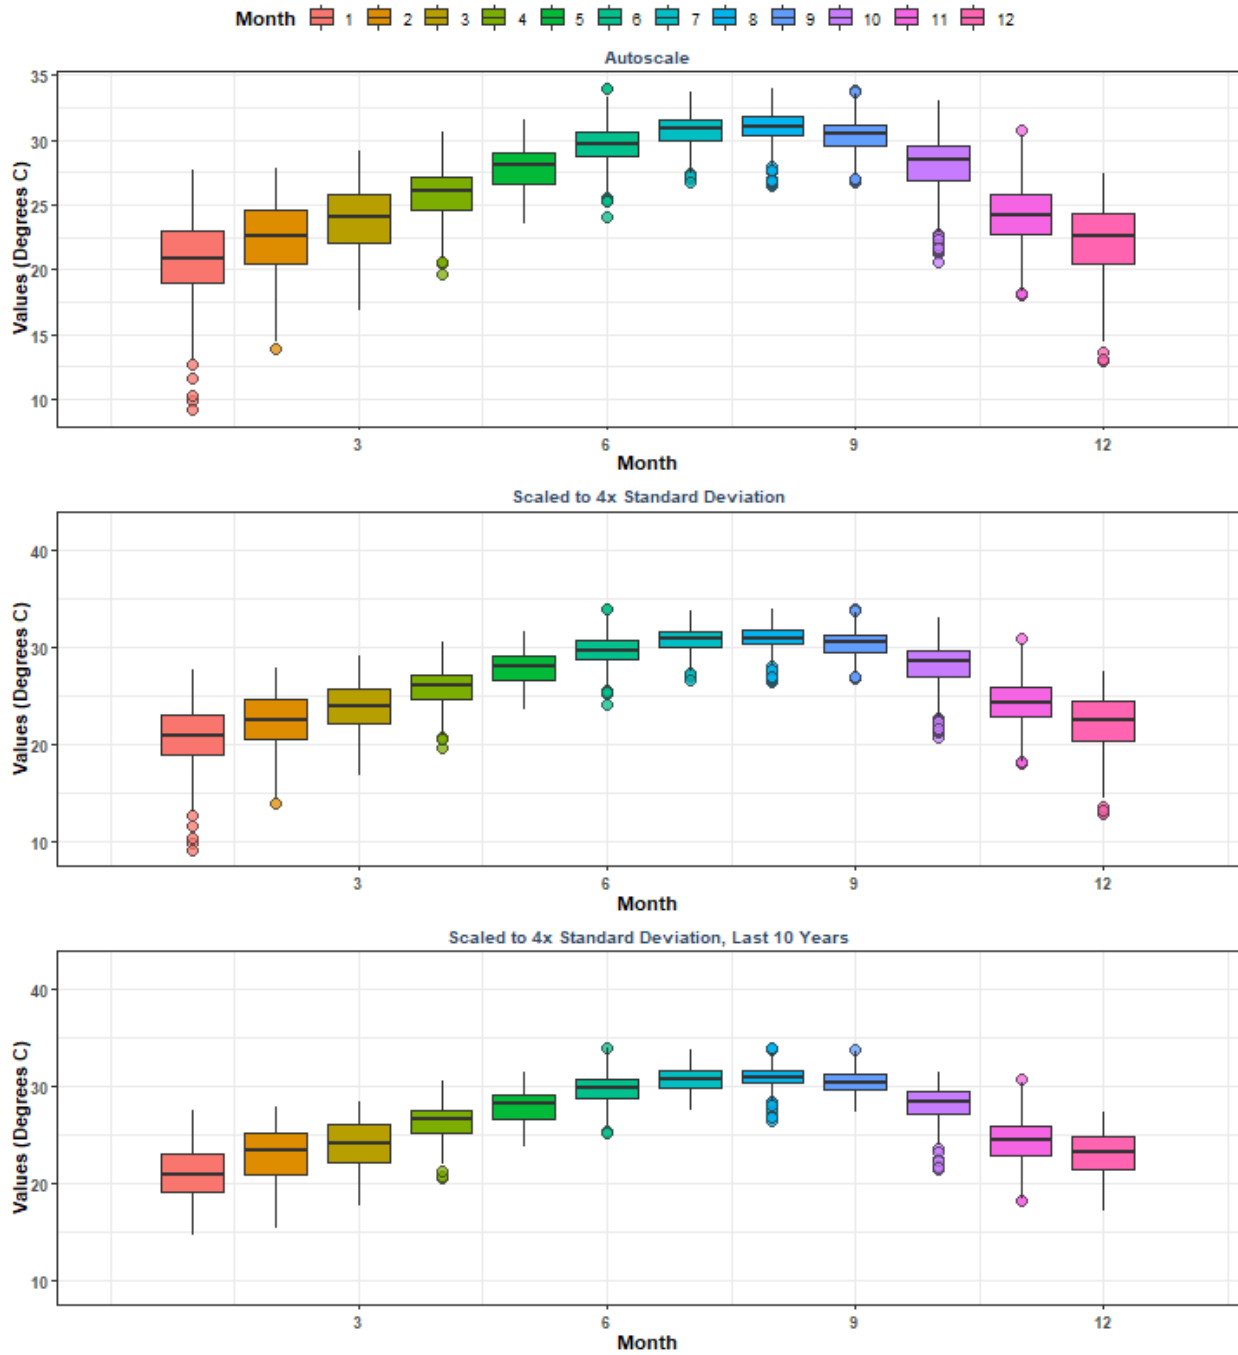 Month 1 2 3 4 5 6 7 8 9 10 11 12
Autoscale
Values (Degrees C)
35
30
25
20
15
10
3 6 9 12
Month
Scaled to 4x Standard Deviation
Values (Degrees C)
40
30
20
10
3 6 9 12
Month
Scaled to 4x Standard Deviation, Last 10 Years
Values (Degrees C)
40
30
20
10
3 6 9 12
Month